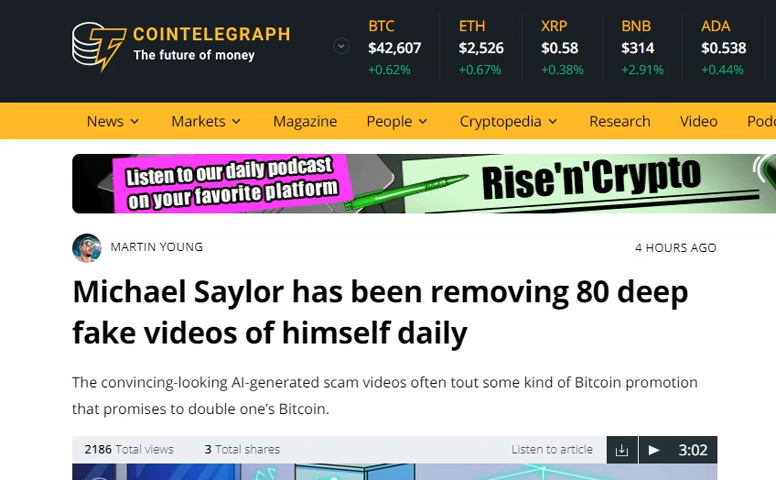 COINTELEGRAPH
The future of money
BTC
$42,607
+0.62%
ETH
$2,526
+0.67%
XRP
$0.58
+0.38%
BNB
$314
+2.91%
ADA
$0.538
+0.44%
News Markets Magazine People Cryptopedia Research Video
Listen to our daily podcast
on your favorite platform
Rise'n'Crypto
MARTIN YOUNG
4 HOURS AGO
Michael Saylor has been removing 80 deep
fake videos of himself daily
The convincing-looking AI-generated scam videos often tout some kind of Bitcoin promotion
that promises to double one's Bitcoin.
2186 Total views 3 Total shares Listen to article 3:02